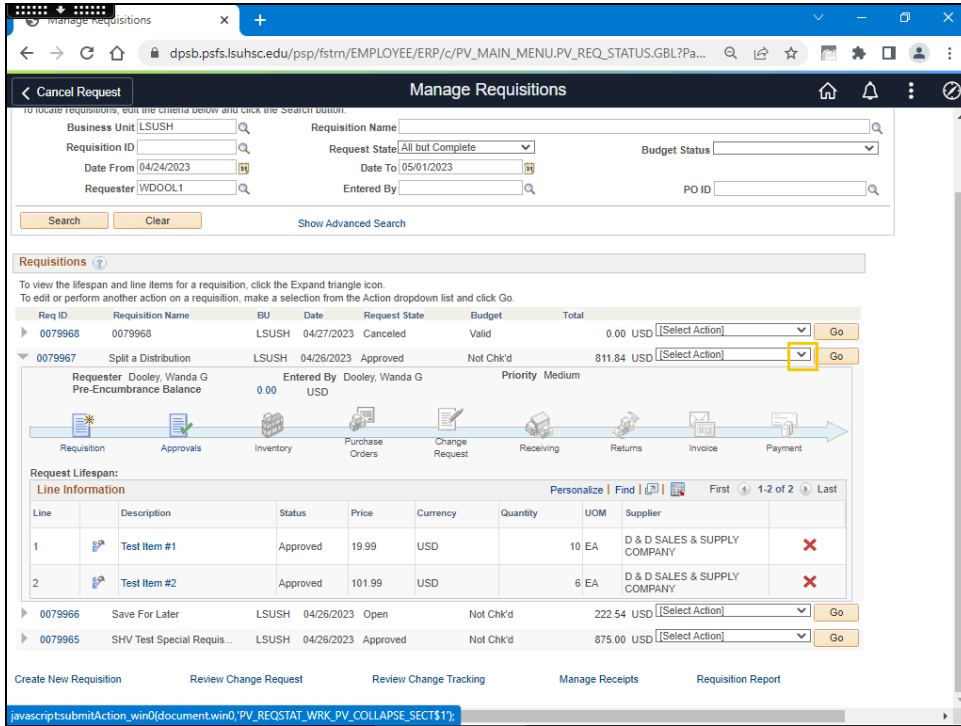 Manage Requisitions
dpsb.psfs.lsuhsc.edu/psp/fstrn/EMPLOYEE/ERP/c/PV_MAIN_MENU.PV_REQ_STATUS.GBL?Pa...
Cancel Request Manage Requisitions
To locate requisitions, edit the criteria below and click the Search button.
Business Unit LSUSH Requisition Name
Requisition ID Request State All but Complete Budget Status
Date From 04/24/2023 Date To 05/01/2023
Requester WDOOL1 Entered By PO ID
Search Clear Show Advanced Search
Requisitions ?
To view the lifespan and line items for a requisition, click the Expand triangle icon.
To edit or perform another action on a requisition, make a selection from the Action dropdown list and click Go.
Req ID Requisition Name BU Date Request State Budget Total
0079968 0079968 LSUSH 04/27/2023 Canceled Valid 0.00 USD [Select Action] Go
0079967 Split a Distribution LSUSH 04/26/2023 Approved Not Chk'd 811.84 USD [Select Action] Go
Requester Dooley, Wanda G Entered By Dooley, Wanda G Priority Medium
Pre-Encumbrance Balance 0.00 USD
Requisition Approvals Inventory Purchase Orders Change Request Receiving Returns Invoice Payment
Request Lifespan:
Line Information Personalize | Find | First 1-2 of 2 Last
Line Description Status Price Currency Quantity UOM Supplier
1 Test Item #1 Approved 19.99 USD 10 EA D & D SALES & SUPPLY COMPANY
2 Test Item #2 Approved 101.99 USD 6 EA D & D SALES & SUPPLY COMPANY
0079966 Save For Later LSUSH 04/26/2023 Open Not Chk'd 222.54 USD [Select Action] Go
0079965 SHV Test Special Requis... LSUSH 04/26/2023 Approved Not Chk'd 875.00 USD [Select Action] Go
Create New Requisition Review Change Request Review Change Tracking Manage Receipts Requisition Report
javascript:submitAction_win0(document.win0,'PV_REQSTAT_WRK_PV_COLLAPSE_SECT$1');